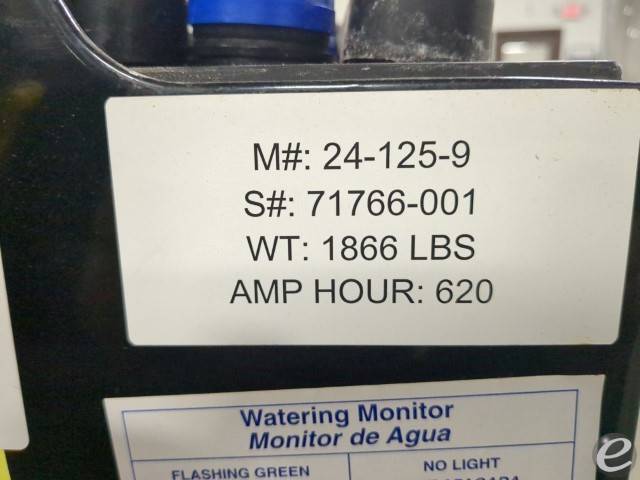 M#: 24-125-9
S#: 71766-001
WT: 1866 LBS
AMP HOUR: 620
Watering Monitor
Monitor de Agua
FLASHING GREEN
NO LIGHT
e